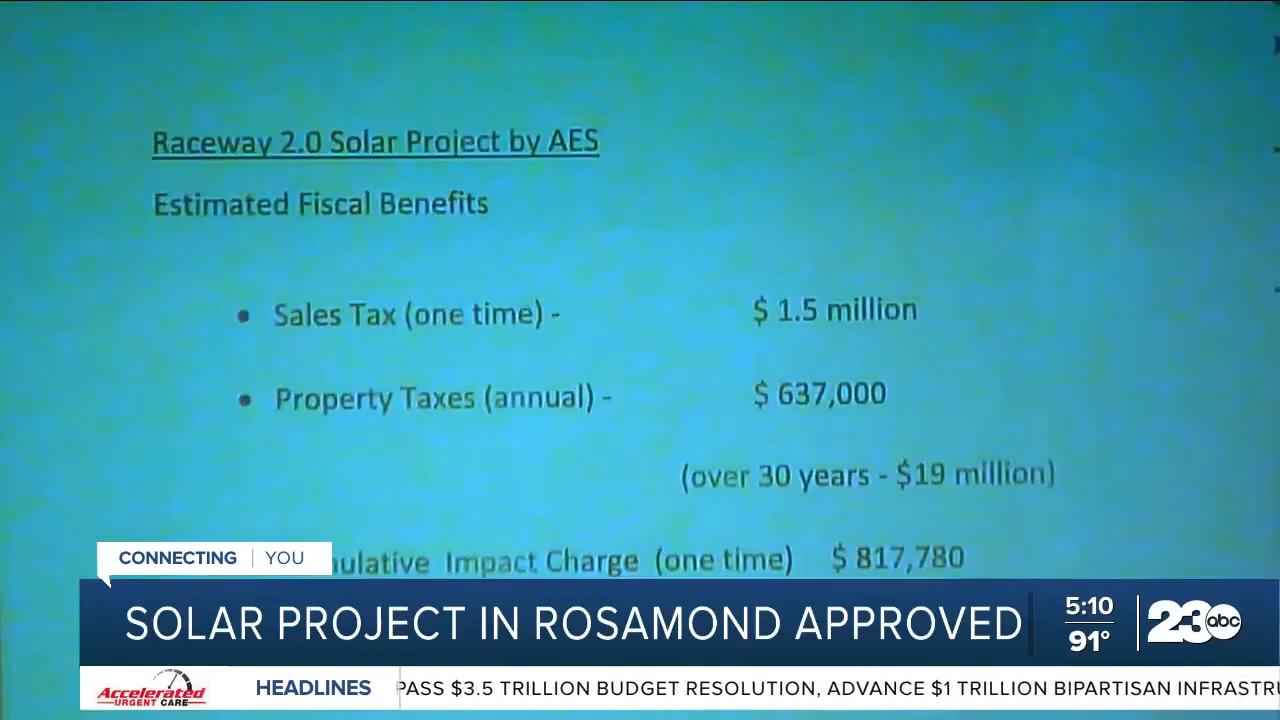 Raceway 2.0 Solar Project by AES
Estimated Fiscal Benefits
• Sales Tax (one time) - $ 1.5 million
• Property Taxes (annual) - $ 637,000
(over 30 years - $19 million)
Impact Charge (one time) $ 817,780
CONNECTING | YOU
SOLAR PROJECT IN ROSAMOND APPROVED
5:10
91°
23 abc
Accelerated
URGENT CARE
HEADLINES
PASS $3.5 TRILLION BUDGET RESOLUTION, ADVANCE $1 TRILLION BIPARTISAN